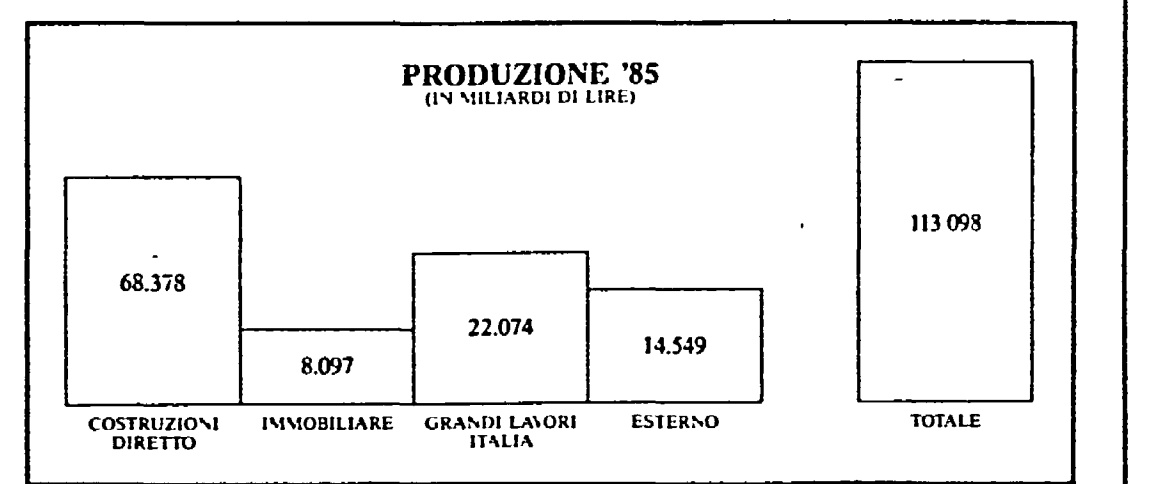 PRODUZIONE '85
(IN MILIARDI DI LIRE)
68.378
8.097
22.074
14.549
113 098
COSTRUZIONI
DIRETTO
IMMOBILIARE
GRANDI LAVORI
ITALIA
ESTERNO
TOTALE